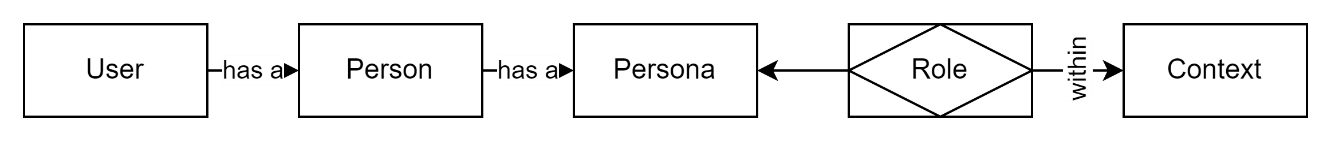 User has a Person has a Persona Role within Context